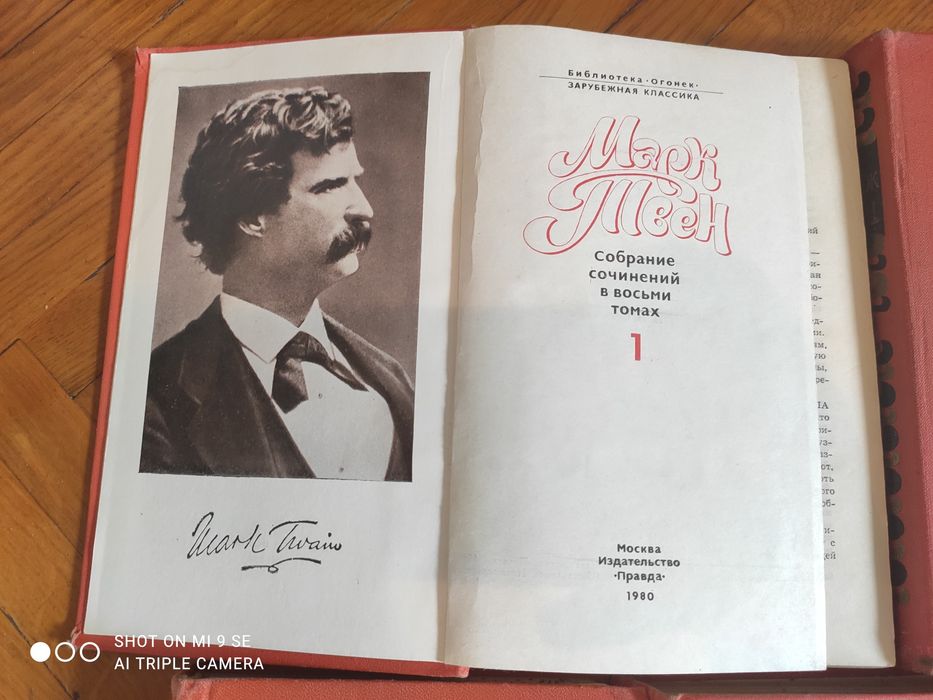 Mark Twain
Библиотека «Огонек»
ЗАРУБЕЖНАЯ КЛАССИКА
Марк
Твен
Собрание
сочинений
в восьми
томах
1
Москва
Издательство
«Правда»
1980
SHOT ON MI 9 SE
AI TRIPLE CAMERA